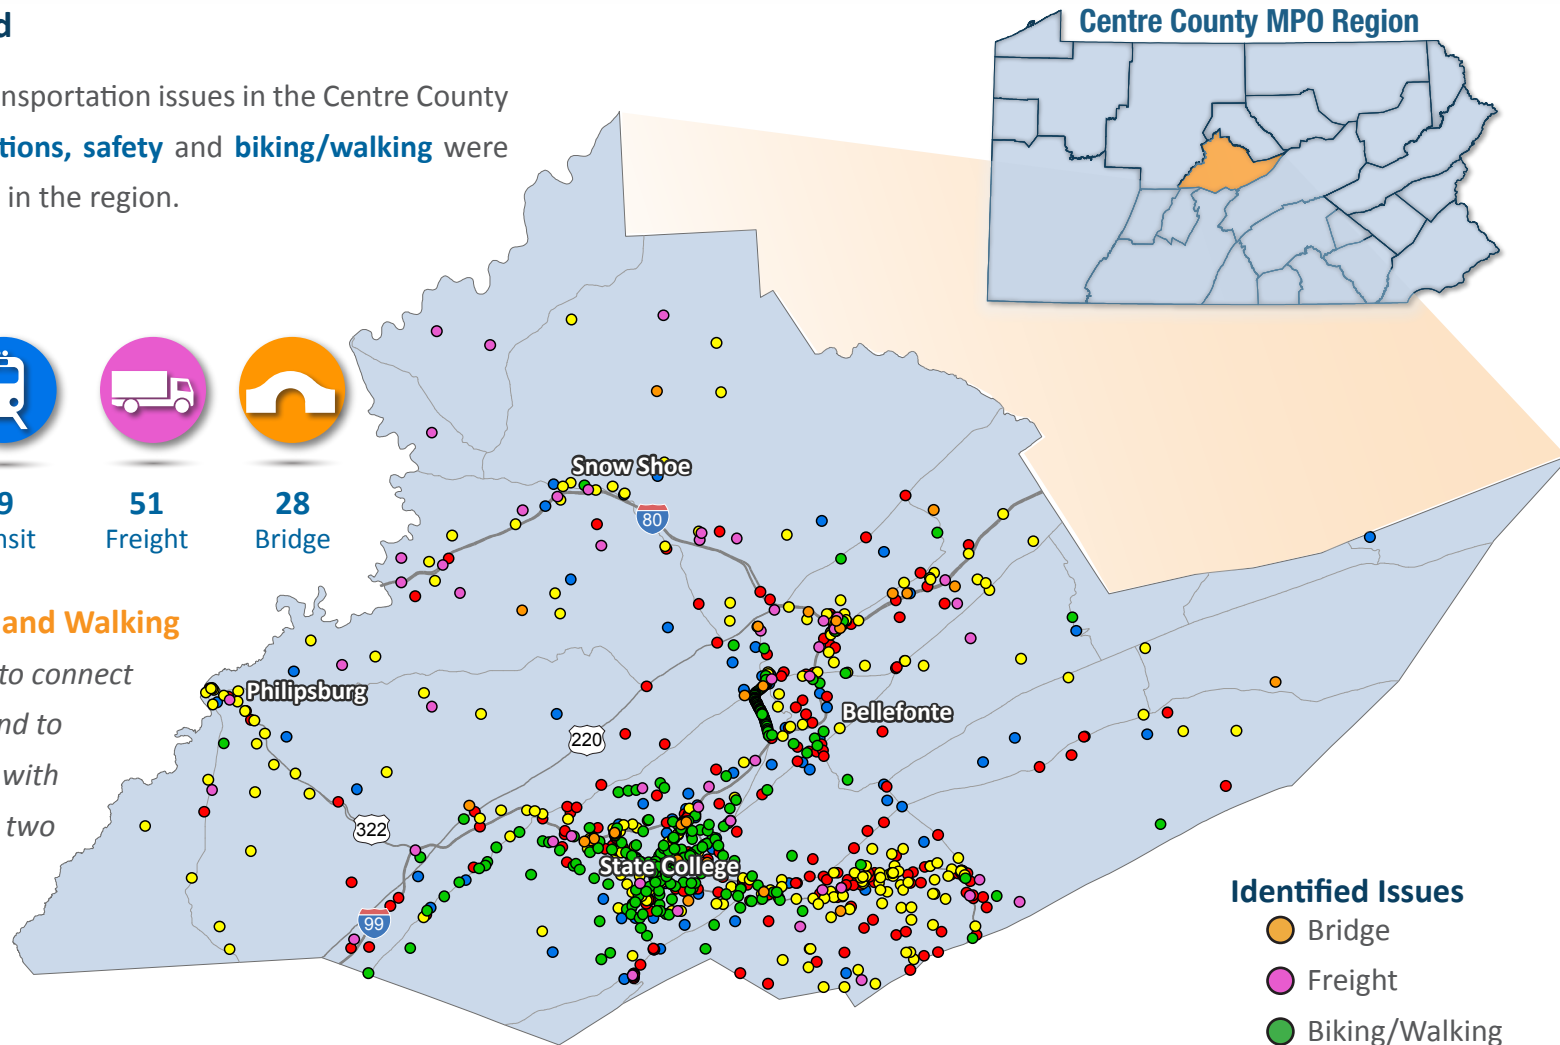 d
Centre County MPO Region
nsportation issues in the Centre County
tions, safety and biking/walking were
in the region.
9
nsit
51
Freight
28
Bridge
and Walking
to connect
nd to
with
two
Snow Shoe
80
Philipsburg
220
Bellefonte
322
State College
99
Identified Issues
Bridge
Freight
Biking/Walking